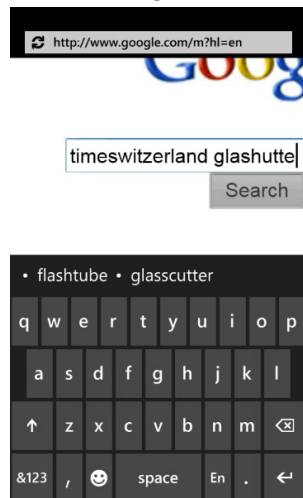 http://www.google.com/m?hl=en
Goog
timeswitzerland glashutte
Search
• flashtube • glasscutter
q w e r t y u i o p
a s d f g h j k l
z x c v b n m
&123 , space En .